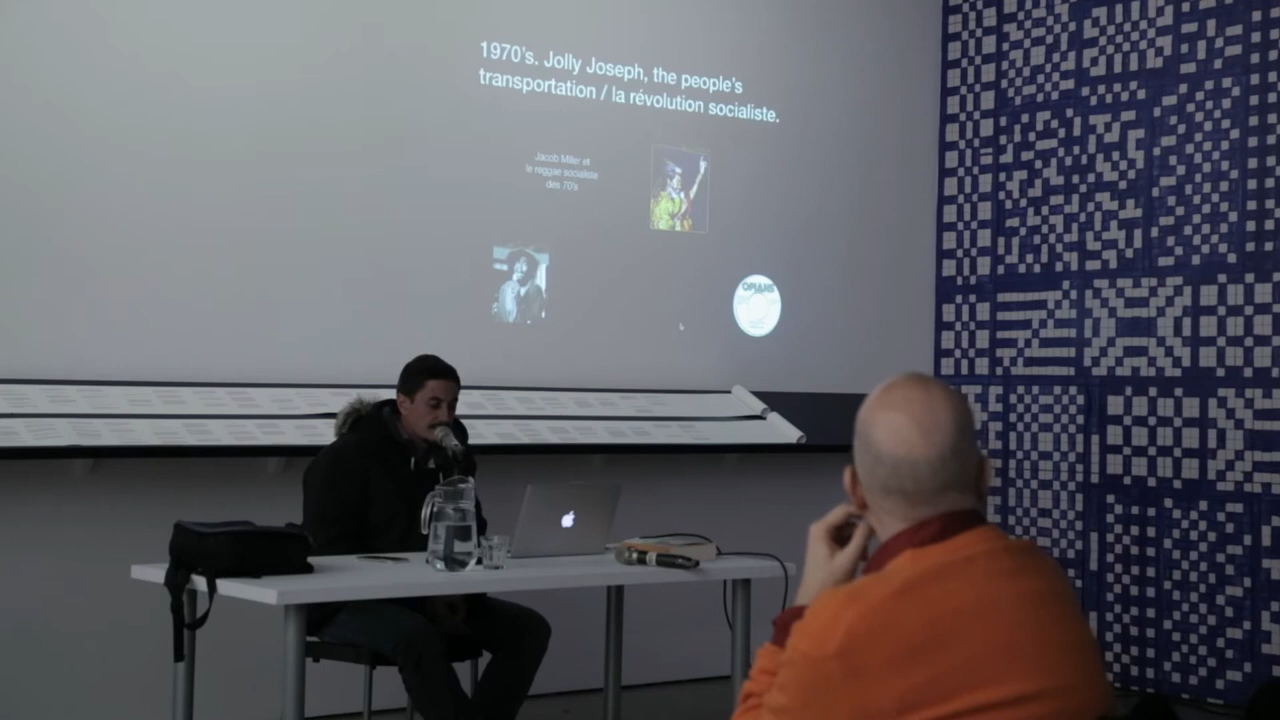 1970's. Jolly Joseph, the people's
transportation / la révolution socialiste.
Jacob Miller et
le reggae socialiste
des 70's